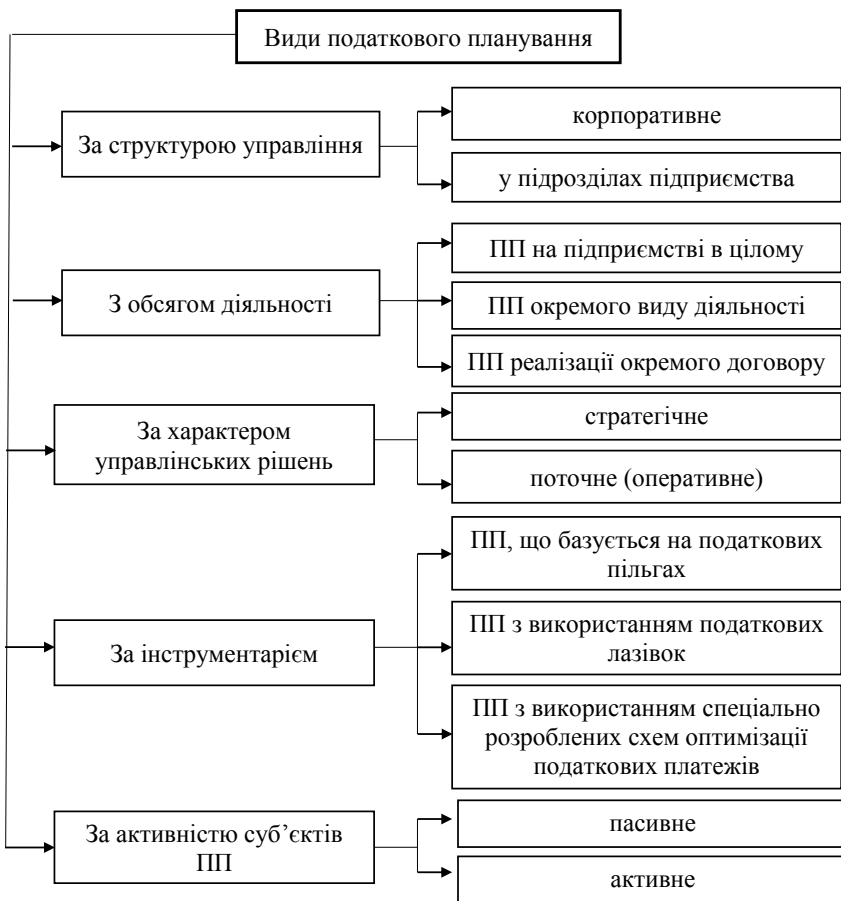 Види податкового планування
За структурою управління
корпоративне
у підрозділах підприємства
З обсягом діяльності
ПП на підприємстві в цілому
ПП окремого виду діяльності
ПП реалізації окремого договору
За характером
управлінських рішень
стратегічне
поточне (оперативне)
За інструментарієм
ПП, що базується на податкових
пільгах
ПП з використанням податкових
лазівок
ПП з використанням спеціально
розроблених схем оптимізації
податкових платежів
За активністю суб’єктів
ПП
пасивне
активне